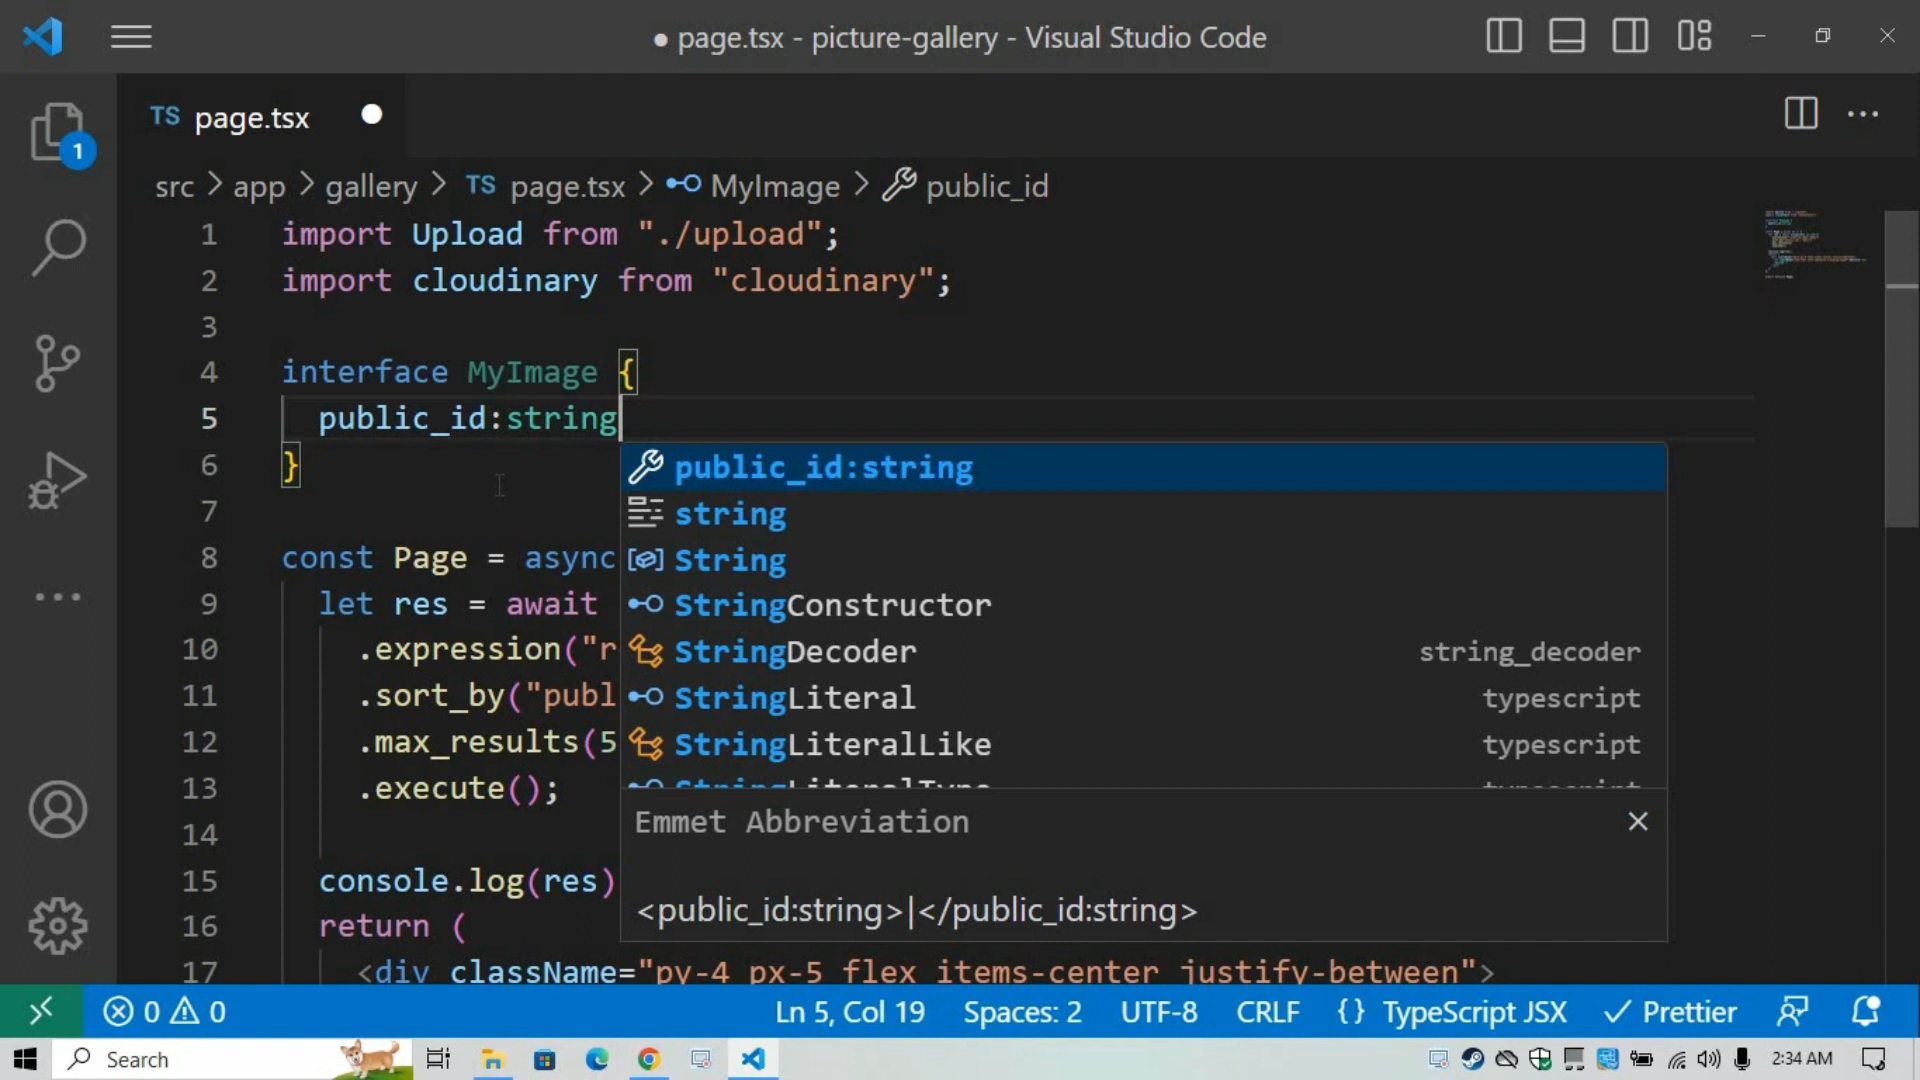 ● page.tsx - picture-gallery - Visual Studio Code
TS page.tsx
1
src > app > gallery > TS page.tsx > MyImage > public_id
1 import Upload from "./upload";
2 import cloudinary from "cloudinary";
3
4 interface MyImage {
5 public_id:string
6 }
7
8 const Page = async
9 let res = await
10 .expression("r
11 .sort_by("publ
12 .max_results(5
13 .execute();
14
15 console.log(res)
16 return (
17 <div className="py-4 px-5 flex items-center justify-between">
public_id:string
string
String
StringConstructor
StringDecoder string_decoder
StringLiteral typescript
StringLiteralLike typescript
StringLiteralType typescript
Emmet Abbreviation
<public_id:string>|</public_id:string>
0 0 Ln 5, Col 19 Spaces: 2 UTF-8 CRLF {} TypeScript JSX Prettier
Search 2:34 AM